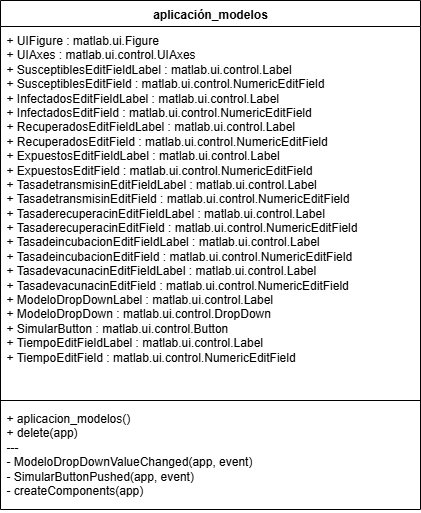 aplicación_modelos
+ UIFigure : matlab.ui.Figure
+ UIAxes : matlab.ui.control.UIAxes
+ SusceptiblesEditFieldLabel : matlab.ui.control.Label
+ SusceptiblesEditField : matlab.ui.control.NumericEditField
+ InfectadosEditFieldLabel : matlab.ui.control.Label
+ InfectadosEditField : matlab.ui.control.NumericEditField
+ RecuperadosEditFieldLabel : matlab.ui.control.Label
+ RecuperadosEditField : matlab.ui.control.NumericEditField
+ ExpuestosEditFieldLabel : matlab.ui.control.Label
+ ExpuestosEditField : matlab.ui.control.NumericEditField
+ TasadetransmisinEditFieldLabel : matlab.ui.control.Label
+ TasadetransmisinEditField : matlab.ui.control.NumericEditField
+ TasaderecuperacinEditFieldLabel : matlab.ui.control.Label
+ TasaderecuperacinEditField : matlab.ui.control.NumericEditField
+ TasadeincubacionEditFieldLabel : matlab.ui.control.Label
+ TasadeincubacionEditField : matlab.ui.control.NumericEditField
+ TasadevacunacinEditFieldLabel : matlab.ui.control.Label
+ TasadevacunacinEditField : matlab.ui.control.NumericEditField
+ ModeloDropDownLabel : matlab.ui.control.Label
+ ModeloDropDown : matlab.ui.control.DropDown
+ SimularButton : matlab.ui.control.Button
+ TiempoEditFieldLabel : matlab.ui.control.Label
+ TiempoEditField : matlab.ui.control.NumericEditField
+ aplicacion_modelos()
+ delete(app)
---
- ModeloDropDownValueChanged(app, event)
- SimularButtonPushed(app, event)
- createComponents(app)